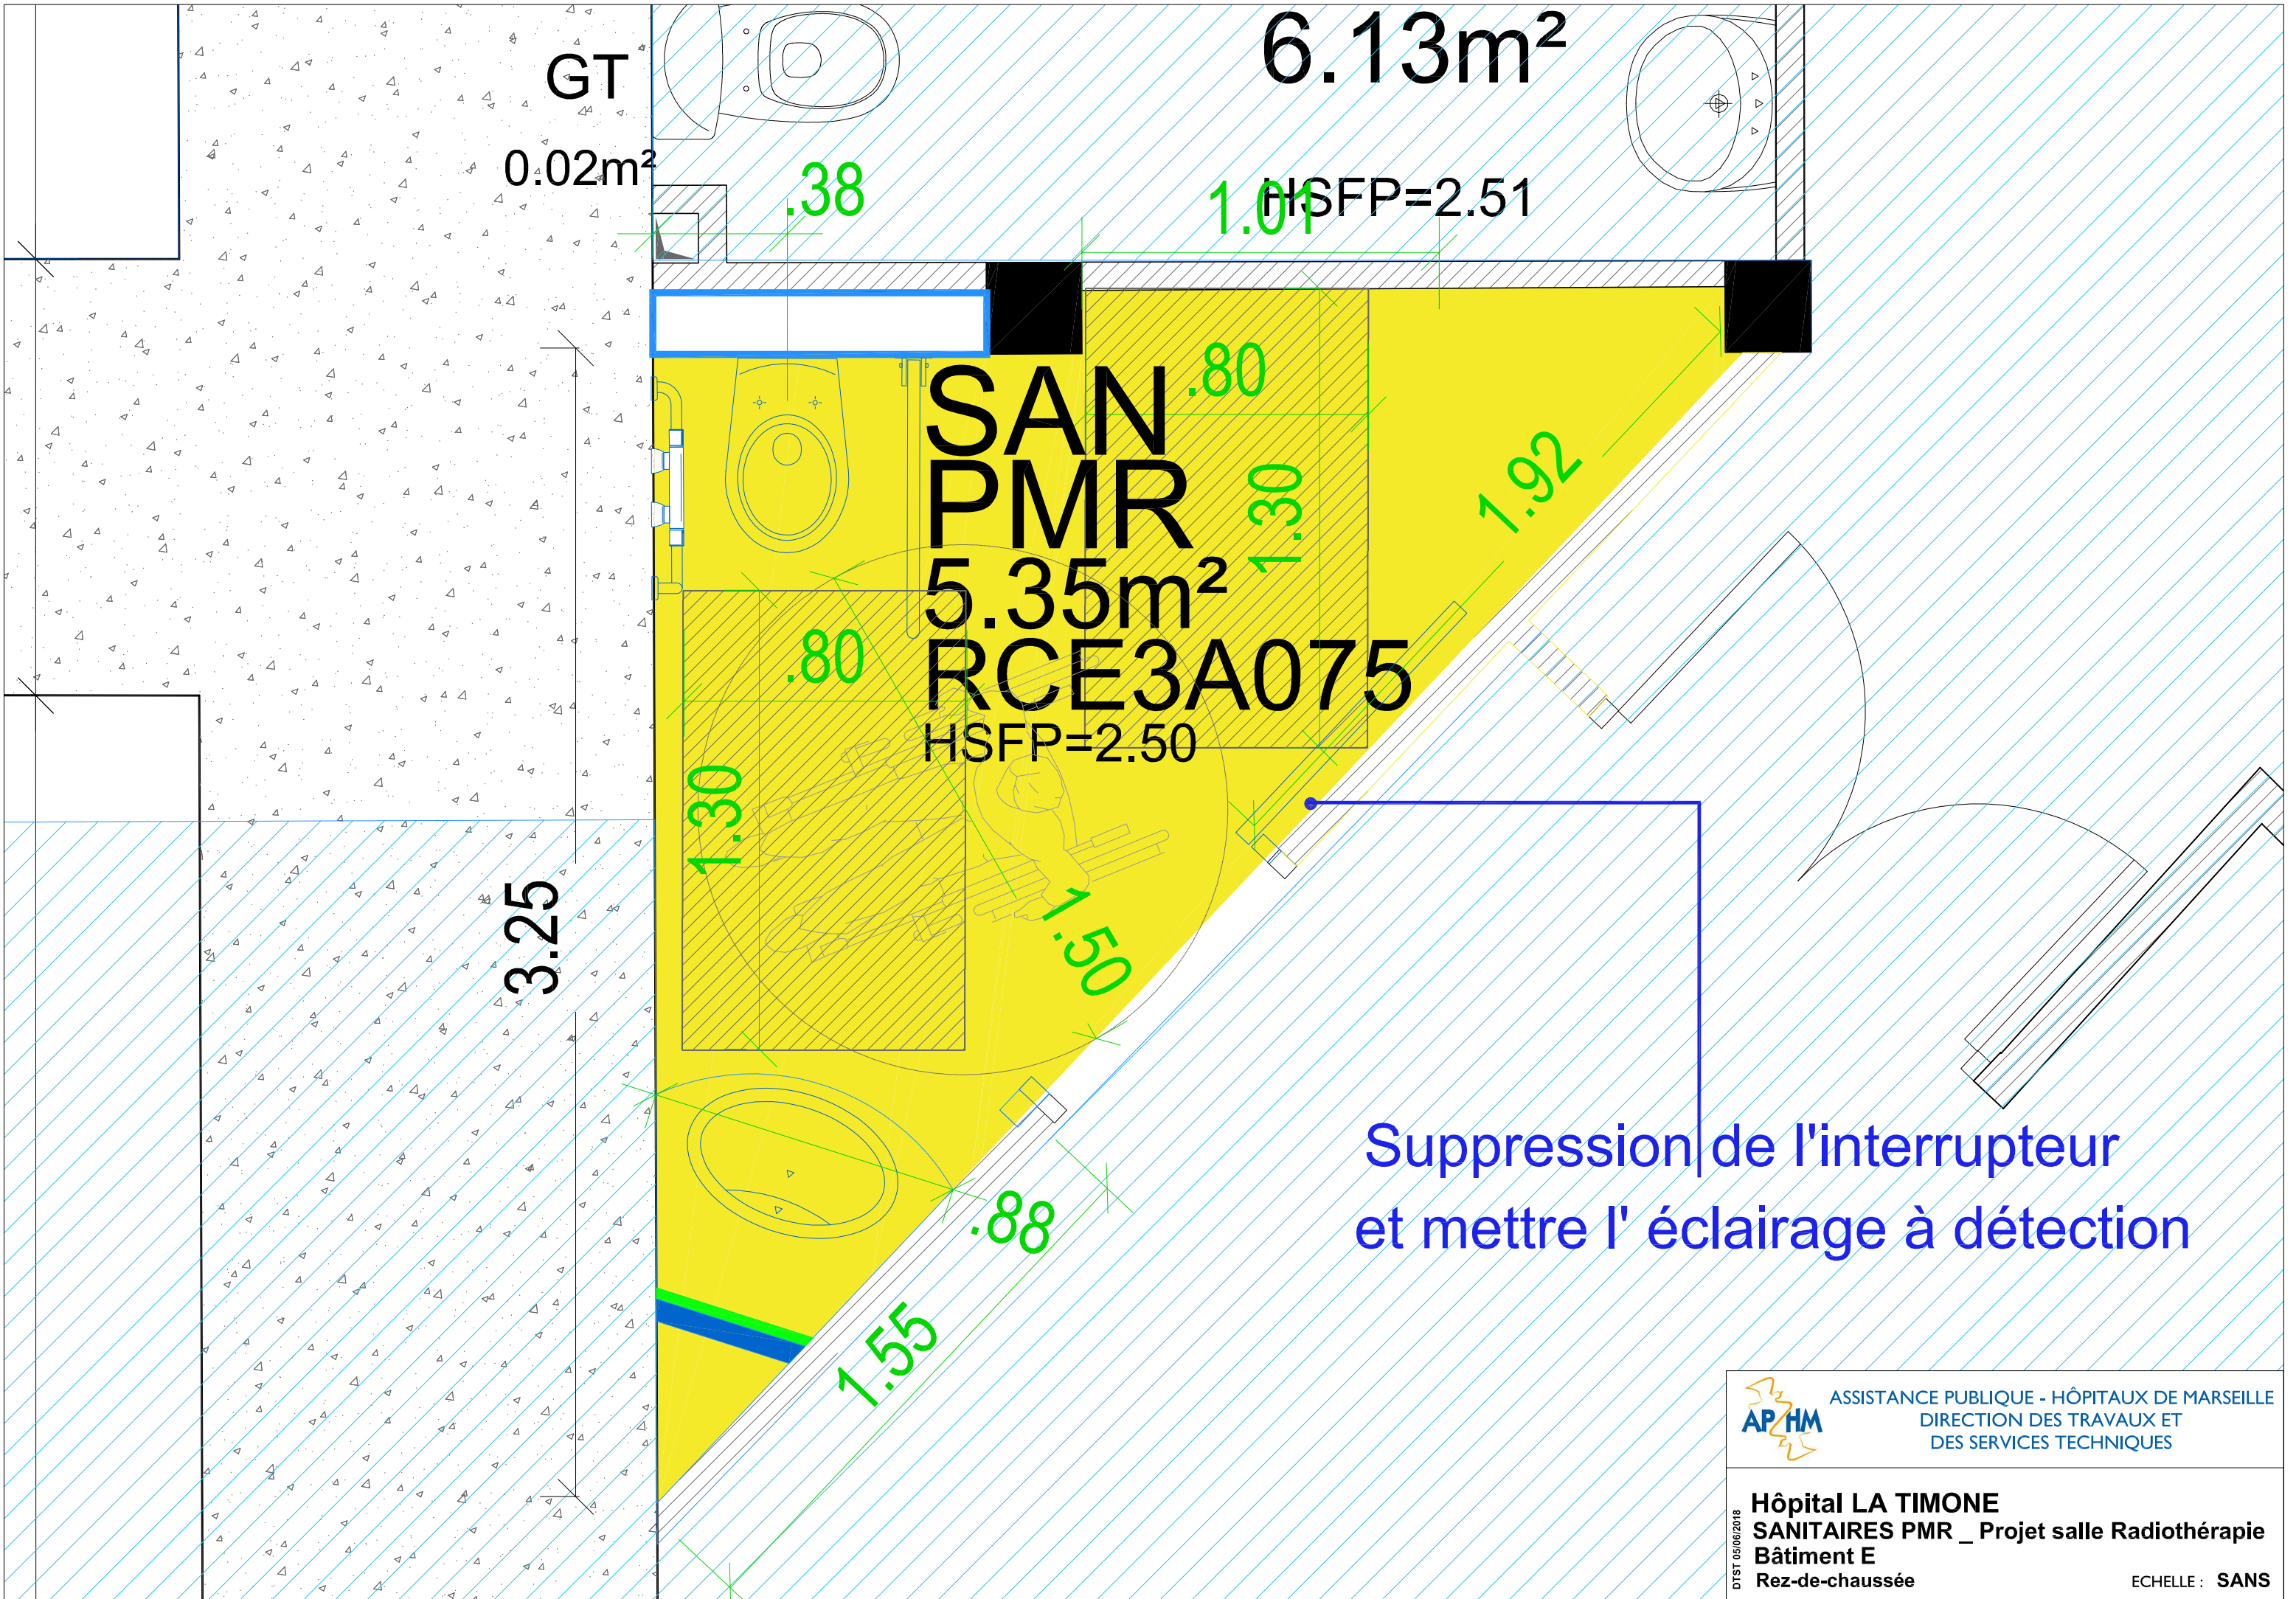 GT
0.02m²
6.13m²
HSFP=2.51
.38
1.01
SAN
PMR
5.35m²
RCE3A075
HSFP=2.50
.80
1.30
1.92
.80
1.30
1.50
3.25
.88
1.55
Suppression de l'interrupteur
et mettre l' éclairage à détection
AP HM
ASSISTANCE PUBLIQUE - HÔPITAUX DE MARSEILLE
DIRECTION DES TRAVAUX ET
DES SERVICES TECHNIQUES
DTST 05/06/2018
Hôpital LA TIMONE
SANITAIRES PMR _ Projet salle Radiothérapie
Bâtiment E
Rez-de-chaussée
ECHELLE : SANS